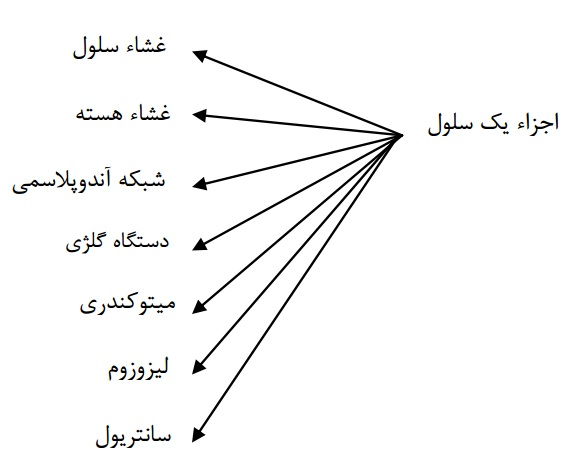 اجزاء یک سلول
غشاء سلول
غشاء هسته
شبکه آندوپلاسمی
دستگاه گلژی
میتوکندری
لیزوزوم
سانتریول